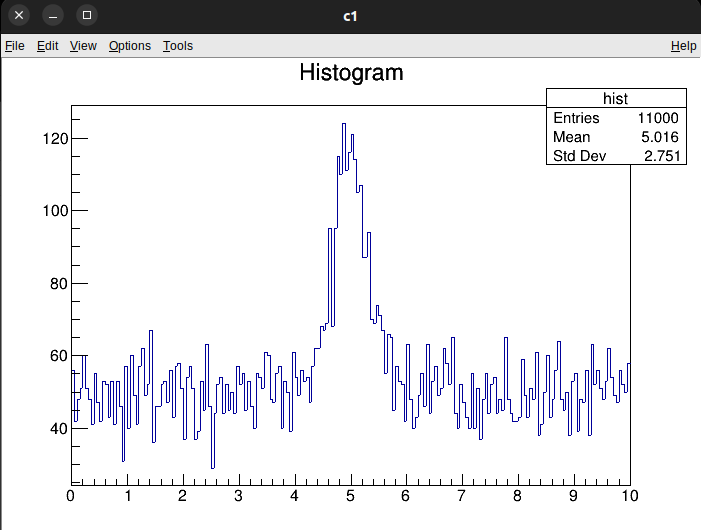 c1
File Edit View Options Tools Help
Histogram
hist
Entries 11000
Mean 5.016
Std Dev 2.751
120
100
80
60
40
0 1 2 3 4 5 6 7 8 9 10